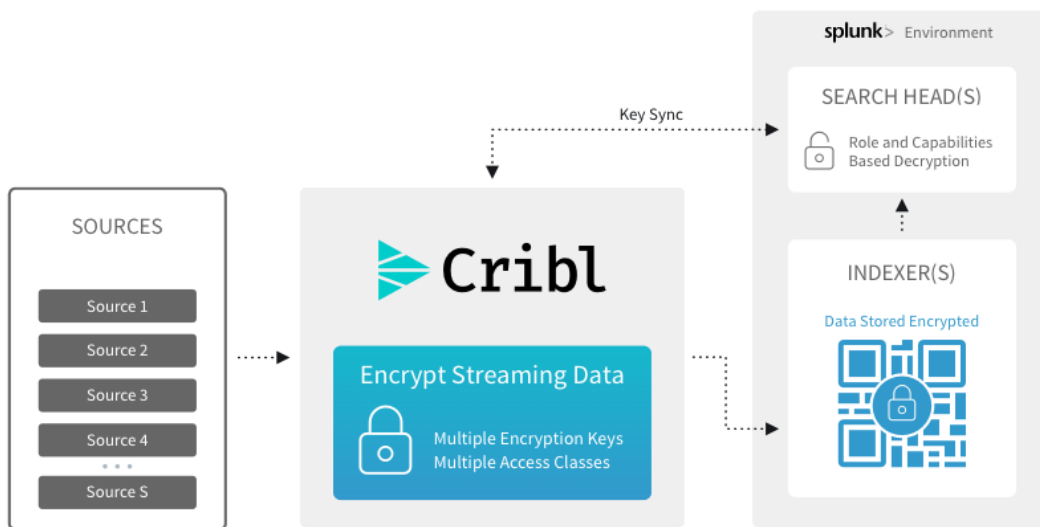 splunk> Environment
SEARCH HEAD(S)
Role and Capabilities
Based Decryption
Key Sync
SOURCES
Source 1
Source 2
Source 3
Source 4
Source S
Cribl
Encrypt Streaming Data
Multiple Encryption Keys
Multiple Access Classes
INDEXER(S)
Data Stored Encrypted